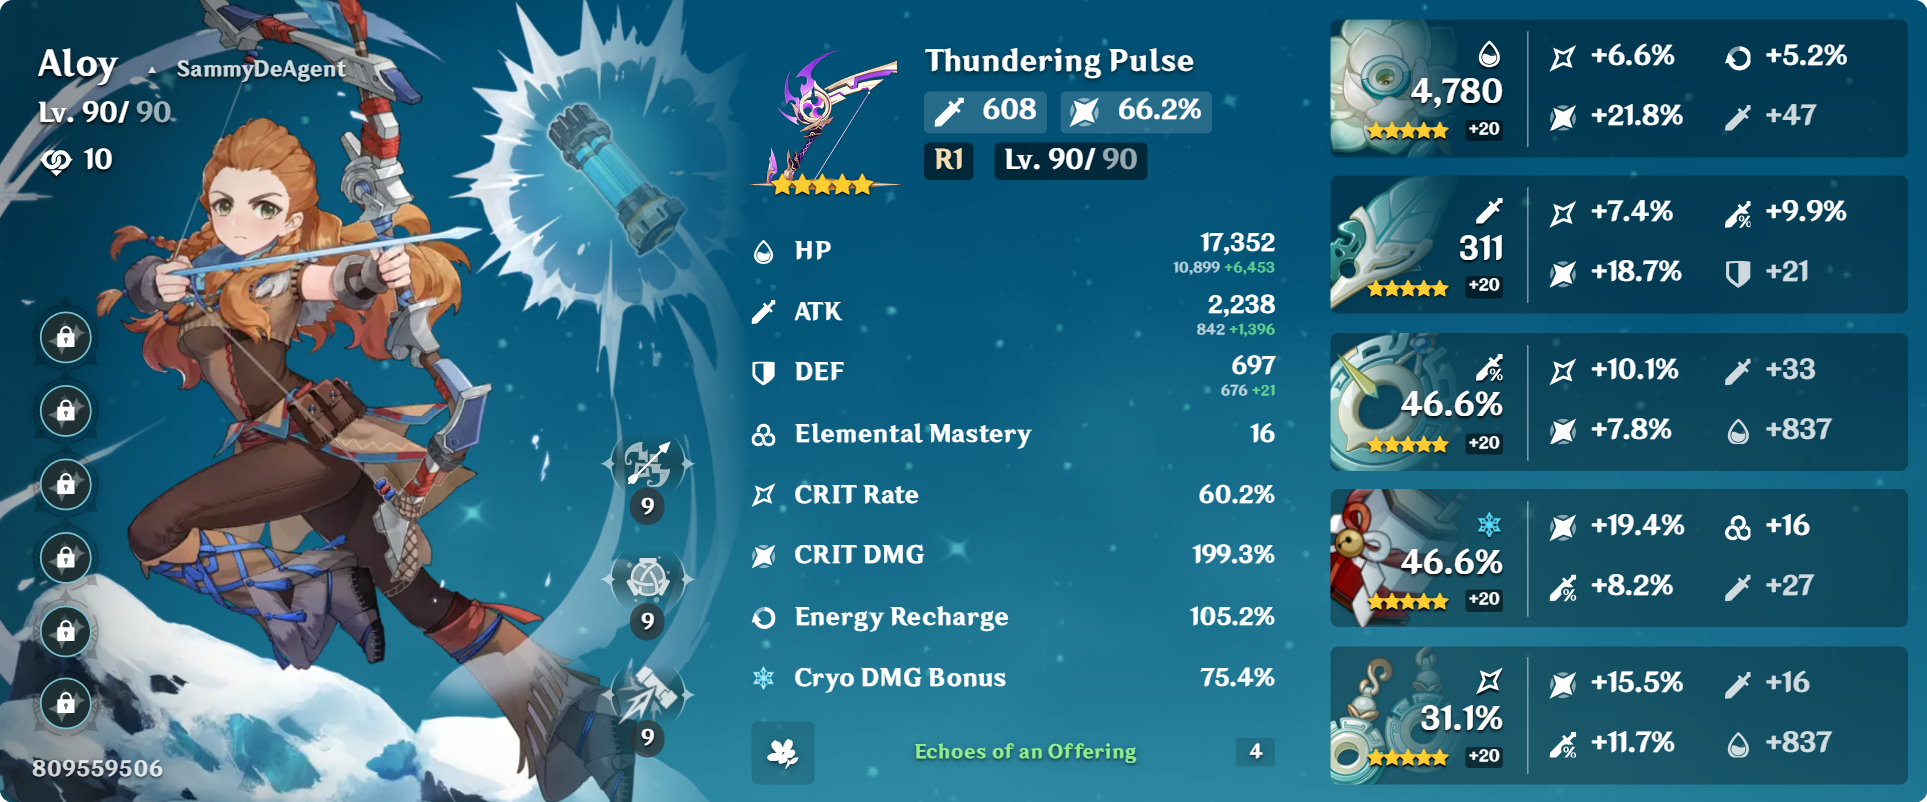 Aloy SammyDeAgent
Lv. 90/ 90
10
9
9
9
809559506
Thundering Pulse
608 66.2%
R1 Lv. 90/ 90
HP 17,352
10,899 +6,453
ATK 2,238
842 +1,396
DEF 697
676 +21
Elemental Mastery 16
CRIT Rate 60.2%
CRIT DMG 199.3%
Energy Recharge 105.2%
Cryo DMG Bonus 75.4%
Echoes of an Offering 4
4,780
+20
+6.6% +5.2%
+21.8% +47
311
+20
+7.4% +9.9%
+18.7% +21
46.6%
+20
+10.1% +33
+7.8% +837
46.6%
+20
+19.4% +16
+8.2% +27
31.1%
+20
+15.5% +16
+11.7% +837